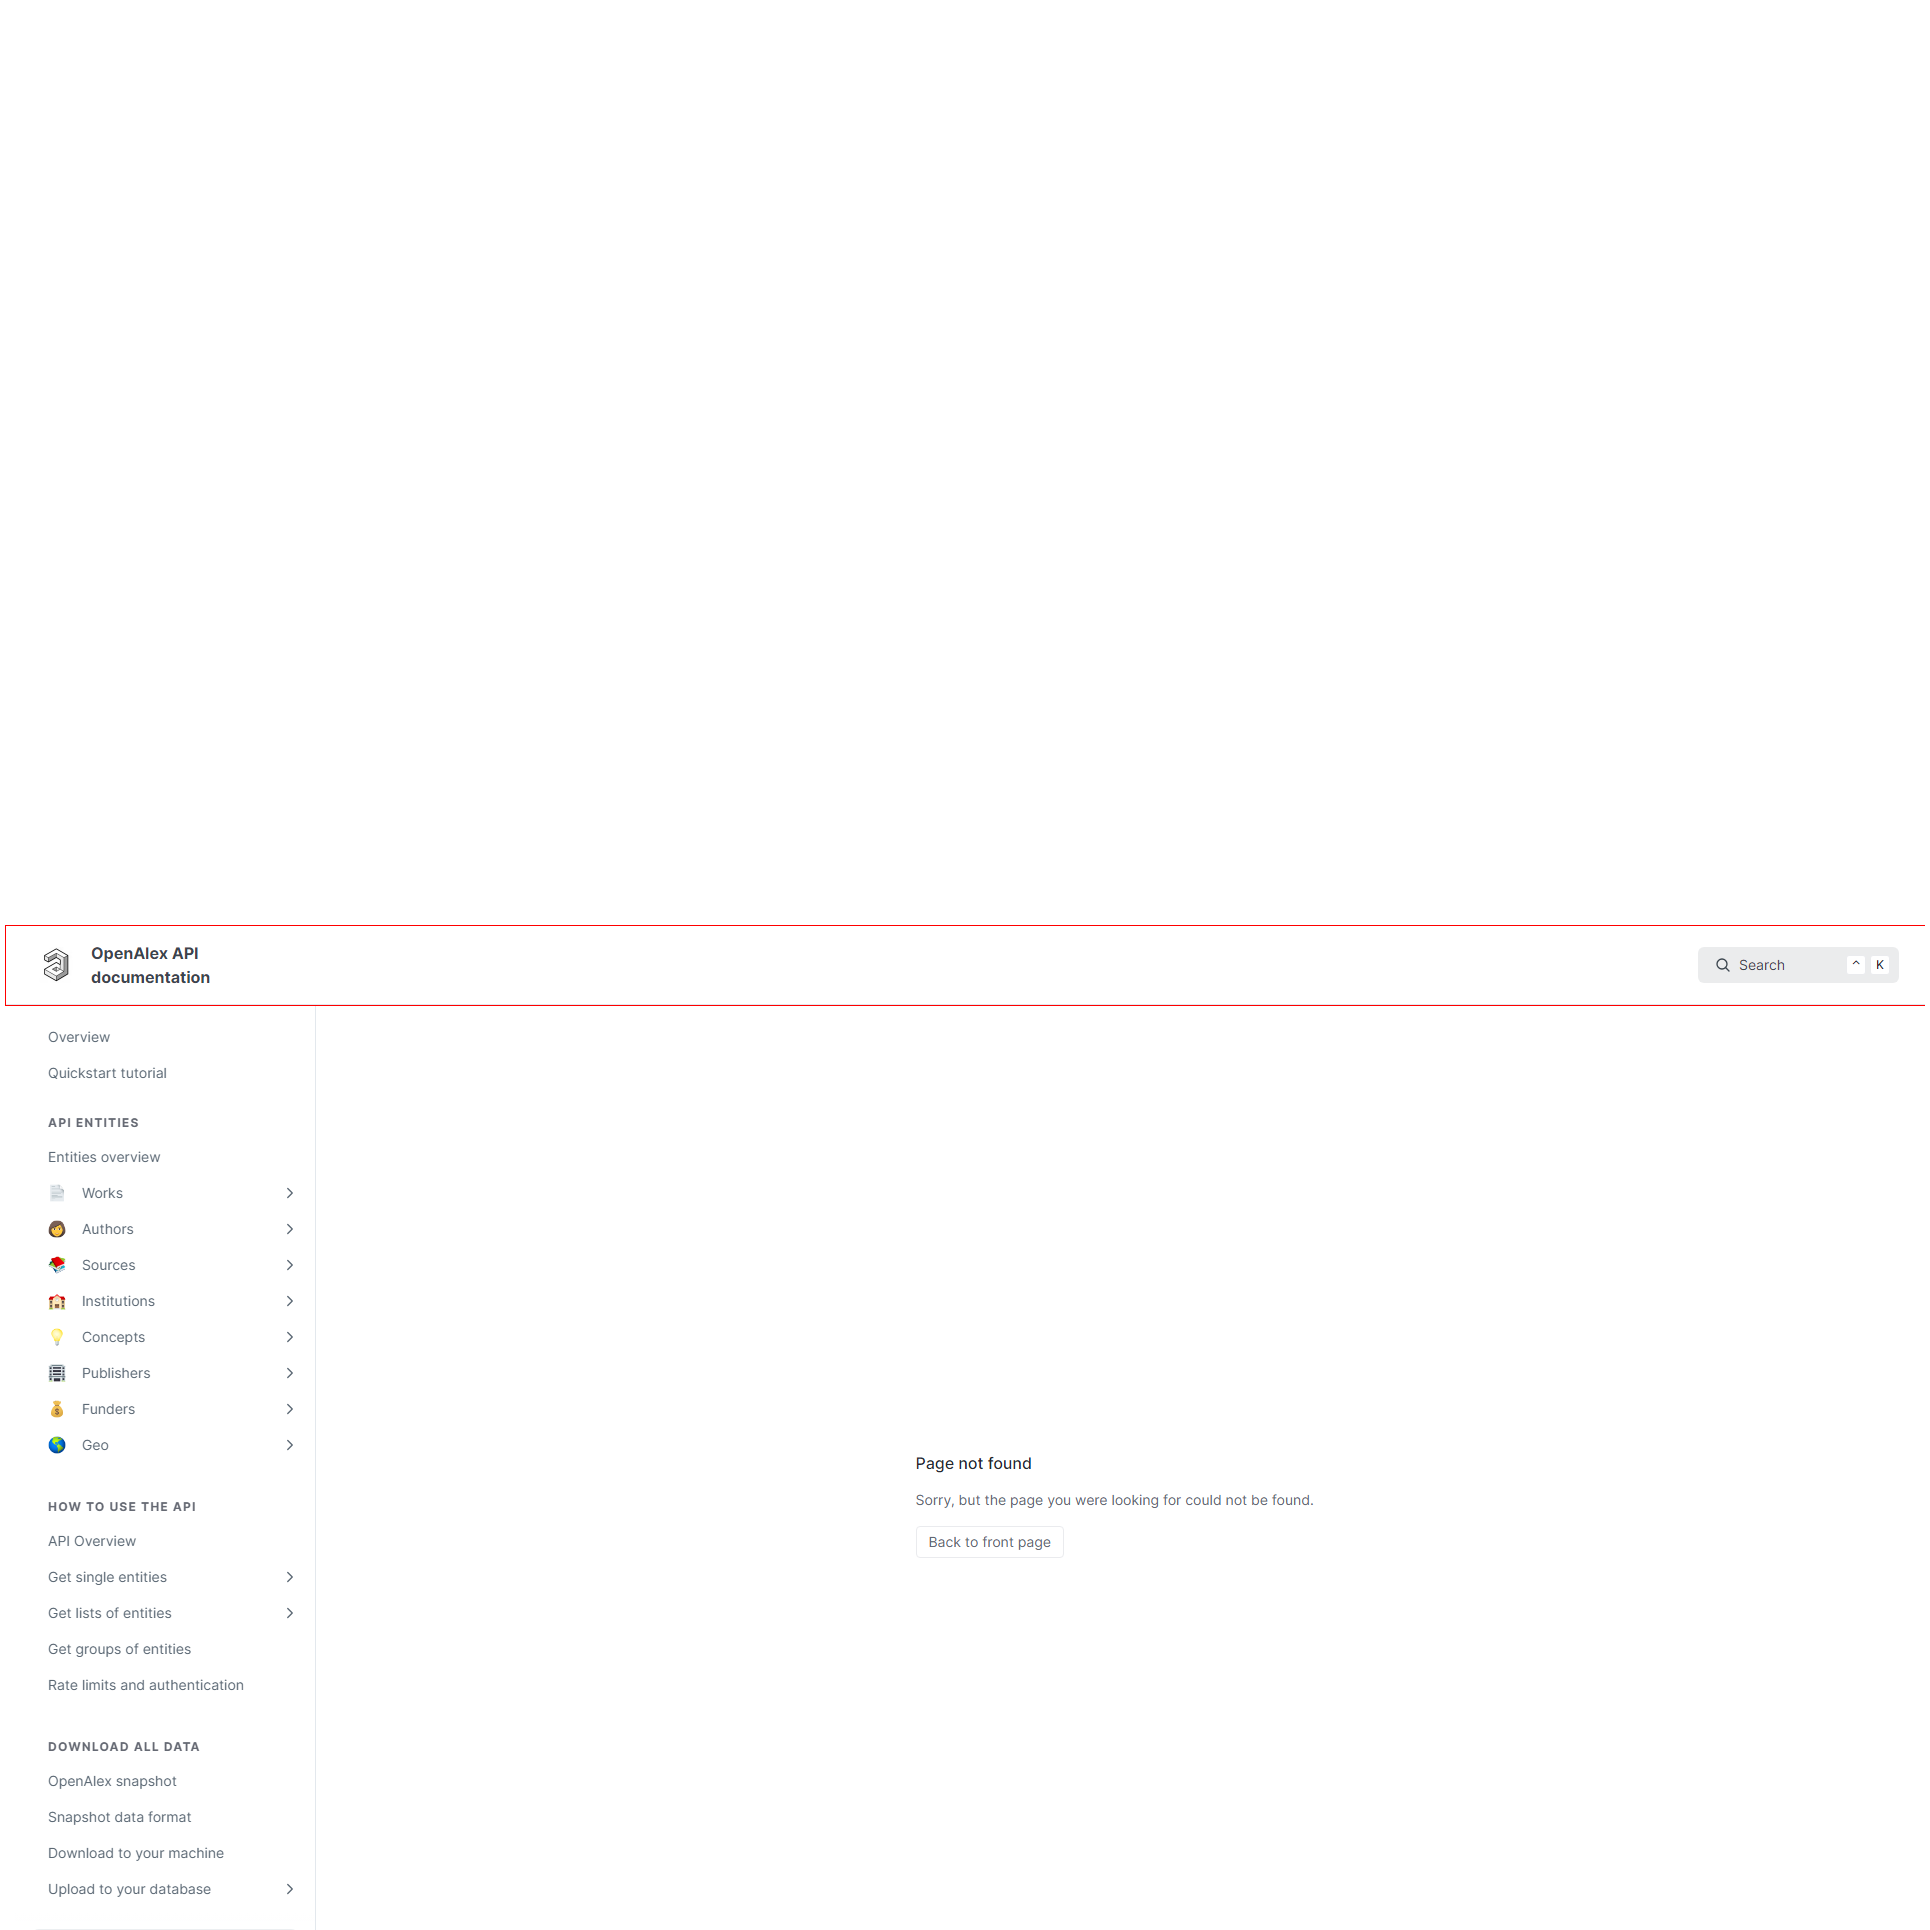 OpenAlex API
documentation
Search
^ K
Overview
Quickstart tutorial
API ENTITIES
Entities overview
Works
Authors
Sources
Institutions
Concepts
Publishers
Funders
Geo
HOW TO USE THE API
API Overview
Get single entities
Get lists of entities
Get groups of entities
Rate limits and authentication
DOWNLOAD ALL DATA
OpenAlex snapshot
Snapshot data format
Download to your machine
Upload to your database
Page not found
Sorry, but the page you were looking for could not be found.
Back to front page